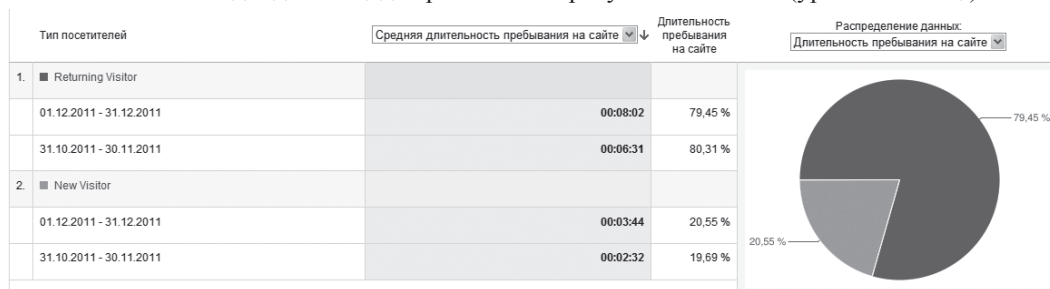 Тип посетителей
Средняя длительность пребывания на сайте
Длительность
пребывания
на сайте
Распределение данных:
Длительность пребывания на сайте
1. Returning Visitor
01.12.2011 - 31.12.2011 00:08:02 79,45 %
31.10.2011 - 30.11.2011 00:06:31 80,31 %
2. New Visitor
01.12.2011 - 31.12.2011 00:03:44 20,55 %
31.10.2011 - 30.11.2011 00:02:32 19,69 %
79,45 %
20,55 %